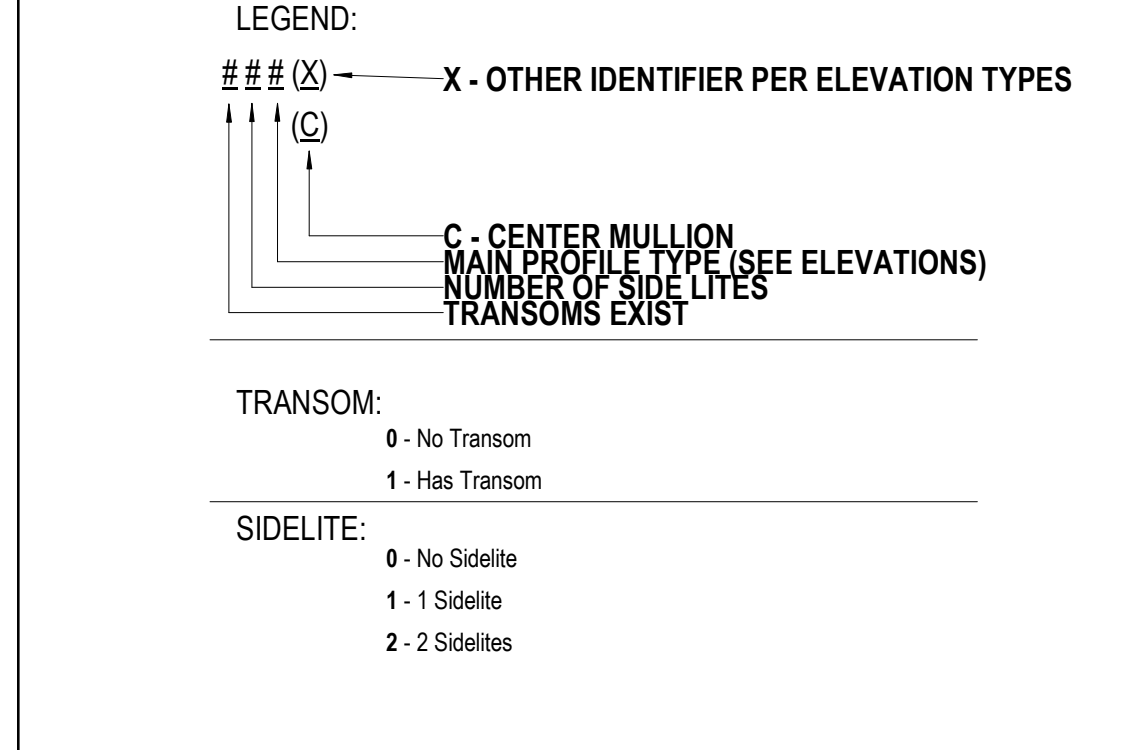 LEGEND:
# # # (X) X - OTHER IDENTIFIER PER ELEVATION TYPES
(C)
C - CENTER MULLION
MAIN PROFILE TYPE (SEE ELEVATIONS)
NUMBER OF SIDE LITES
TRANSOMS EXIST
TRANSOM:
0 - No Transom
1 - Has Transom
SIDELITE:
0 - No Sidelite
1 - 1 Sidelite
2 - 2 Sidelites